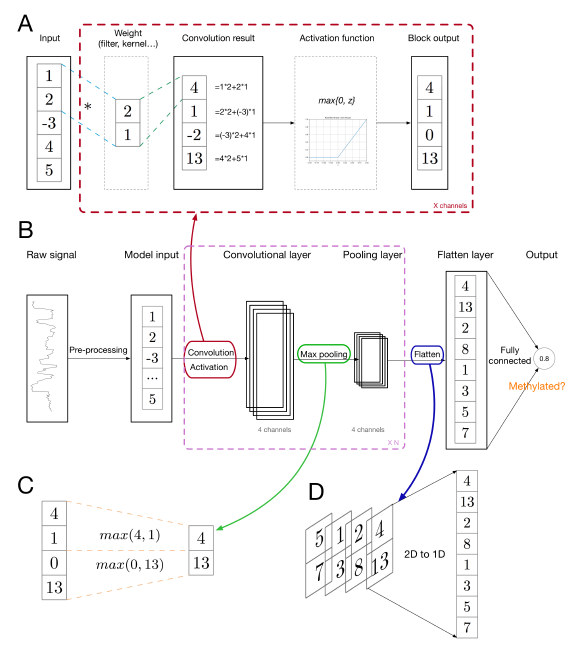 A
Input
Weight
(filter, kernel...)
Convolution result
Activation function
Block output
1
2
-3
4
5
*
2
1
4
1
-2
13
=1*2+2*1
=2*2+(-3)*1
=(-3)*2+4*1
=4*2+5*1
max{0, z}
4
1
0
13
X channels
B
Raw signal
Model input
Convolutional layer
Pooling layer
Flatten layer
Output
Pre-processing
1
2
-3
...
5
Convolution
Activation
4 channels
Max pooling
4 channels
X N
Flatten
4
13
2
8
1
3
5
7
Fully
connected
0.8
Methylated?
C
4
1
0
13
max(4, 1)
max(0, 13)
4
13
D
5 1 2 4
7 3 8 13
2D to 1D
4
13
2
8
1
3
5
7